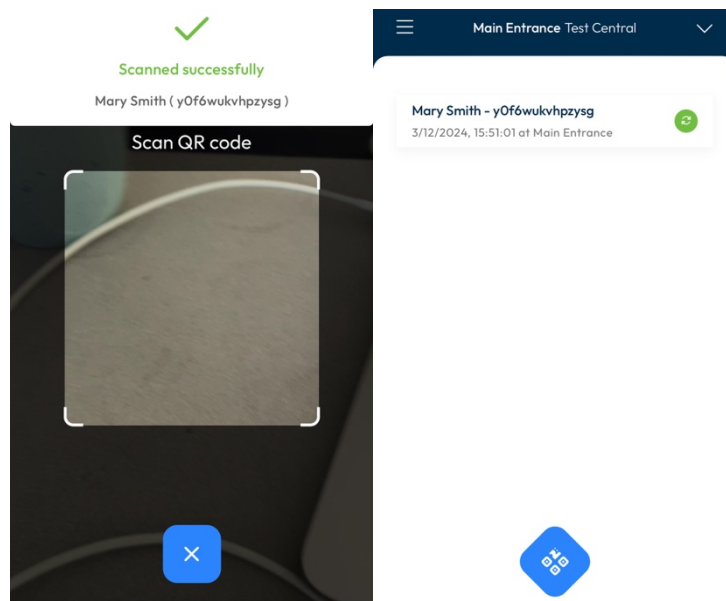 Scanned successfully
Mary Smith ( y0f6wukvhpzysg )
Scan QR code
Main Entrance Test Central
Mary Smith - y0f6wukvhpzysg
3/12/2024, 15:51:01 at Main Entrance